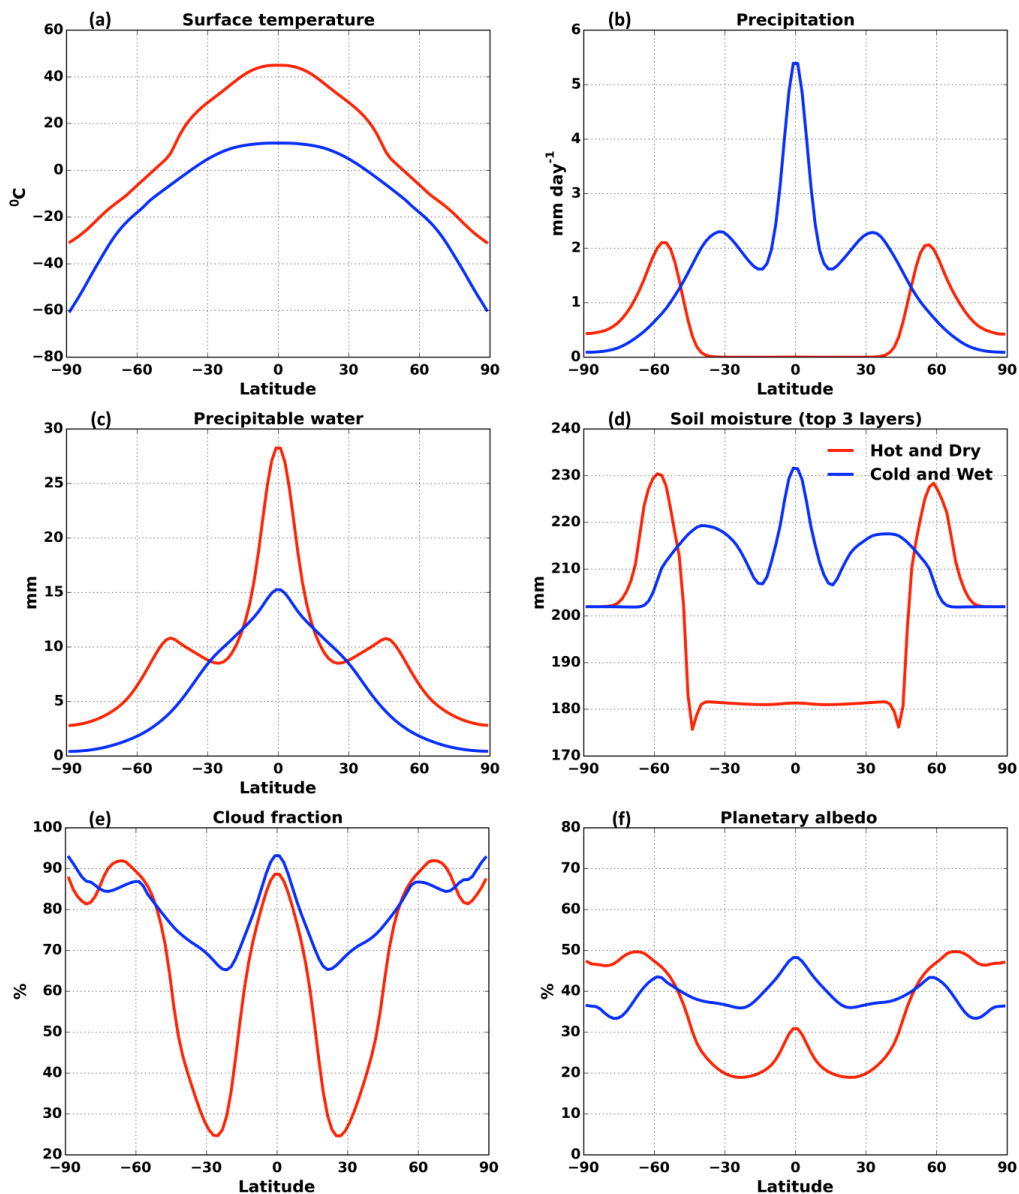 (a) Surface temperature
60
40
20
0
−20
−40
−60
−80
⁰C
−90 −60 −30 0 30 60 90
Latitude
(b) Precipitation
6
5
4
3
2
1
0
mm day⁻¹
−90 −60 −30 0 30 60 90
Latitude
(c) Precipitable water
30
25
20
15
10
5
0
mm
−90 −60 −30 0 30 60 90
Latitude
(d) Soil moisture (top 3 layers)
240
230
220
210
200
190
180
170
mm
Hot and Dry
Cold and Wet
−90 −60 −30 0 30 60 90
Latitude
(e) Cloud fraction
100
90
80
70
60
50
40
30
20
%
−90 −60 −30 0 30 60 90
Latitude
(f) Planetary albedo
80
70
60
50
40
30
20
10
0
%
−90 −60 −30 0 30 60 90
Latitude